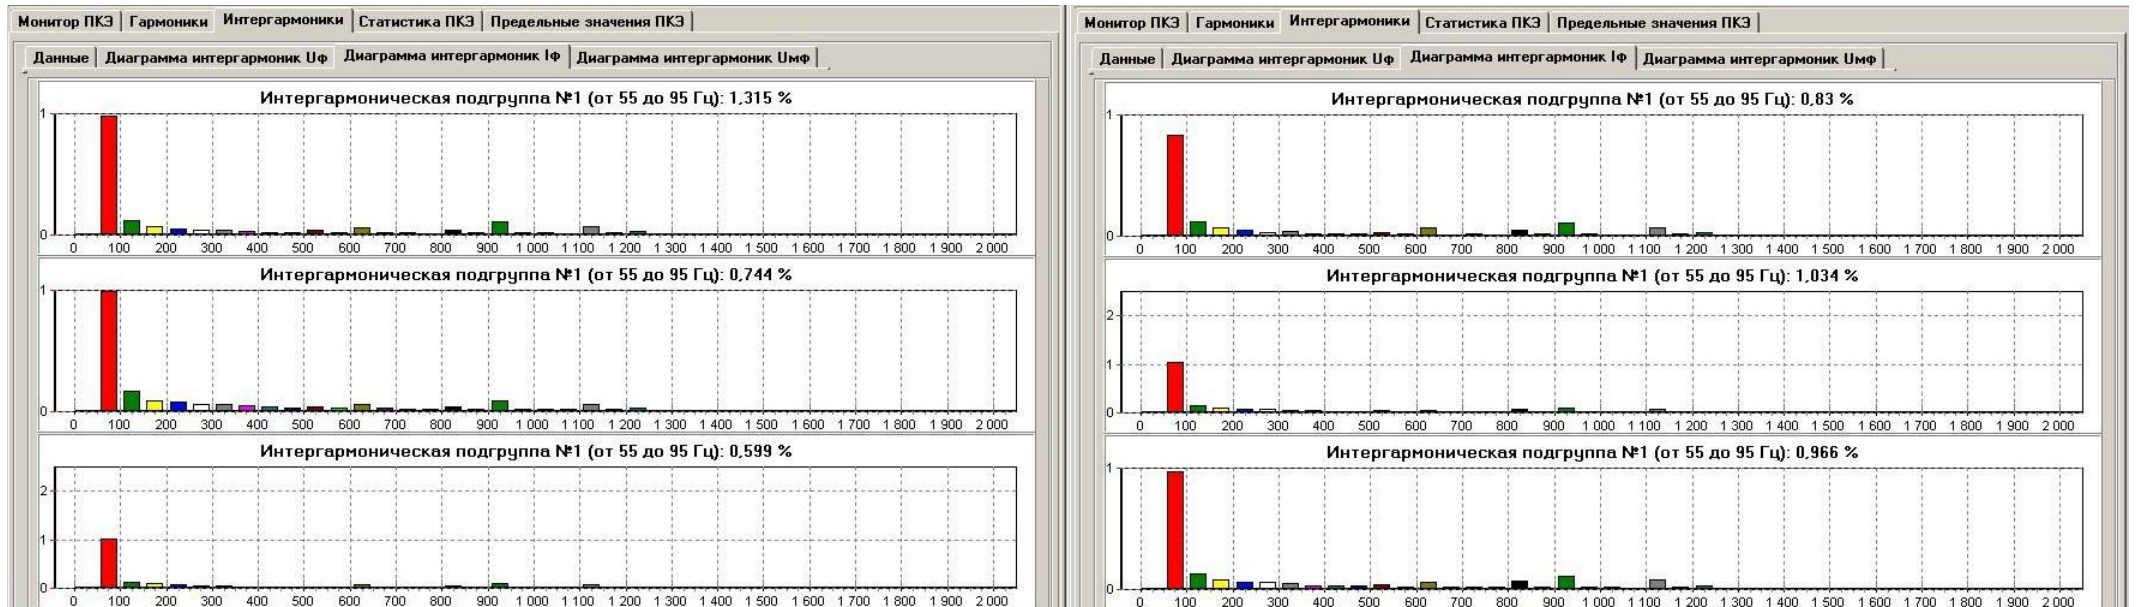 Монитор ПКЭ Гармоники Интергармоники Статистика ПКЭ Предельные значения ПКЭ
Данные Диаграмма интергармоник Uф Диаграмма интергармоник Iф Диаграмма интергармоник Uмф
Интергармоническая подгруппа №1 (от 55 до 95 Гц): 1,315 %
1
0
0 100 200 300 400 500 600 700 800 900 1 000 1 100 1 200 1 300 1 400 1 500 1 600 1 700 1 800 1 900 2 000
Интергармоническая подгруппа №1 (от 55 до 95 Гц): 0,744 %
1
0
0 100 200 300 400 500 600 700 800 900 1 000 1 100 1 200 1 300 1 400 1 500 1 600 1 700 1 800 1 900 2 000
Интергармоническая подгруппа №1 (от 55 до 95 Гц): 0,599 %
2
1
0
0 100 200 300 400 500 600 700 800 900 1 000 1 100 1 200 1 300 1 400 1 500 1 600 1 700 1 800 1 900 2 000
Монитор ПКЭ Гармоники Интергармоники Статистика ПКЭ Предельные значения ПКЭ
Данные Диаграмма интергармоник Uф Диаграмма интергармоник Iф Диаграмма интергармоник Uмф
Интергармоническая подгруппа №1 (от 55 до 95 Гц): 0,83 %
1
0
0 100 200 300 400 500 600 700 800 900 1 000 1 100 1 200 1 300 1 400 1 500 1 600 1 700 1 800 1 900 2 000
Интергармоническая подгруппа №1 (от 55 до 95 Гц): 1,034 %
2
1
0
0 100 200 300 400 500 600 700 800 900 1 000 1 100 1 200 1 300 1 400 1 500 1 600 1 700 1 800 1 900 2 000
Интергармоническая подгруппа №1 (от 55 до 95 Гц): 0,966 %
1
0
0 100 200 300 400 500 600 700 800 900 1 000 1 100 1 200 1 300 1 400 1 500 1 600 1 700 1 800 1 900 2 000